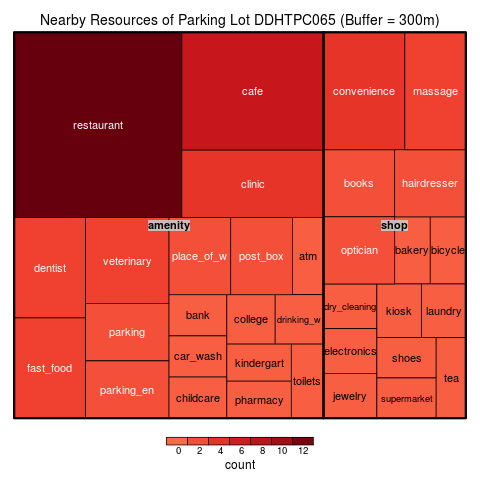 Nearby Resources of Parking Lot DDHTPC065 (Buffer = 300m)
restaurant
cafe
clinic
convenience
massage
books
hairdresser
amenity
shop
dentist
veterinary
place_of_w
post_box
atm
optician
bakery
bicycle
fast_food
parking
parking_en
bank
college
drinking_w
car_wash
kindergart
childcare
pharmacy
toilets
dry_cleaning
kiosk
laundry
electronics
shoes
jewelry
supermarket
tea
0 2 4 6 8 10 12
count